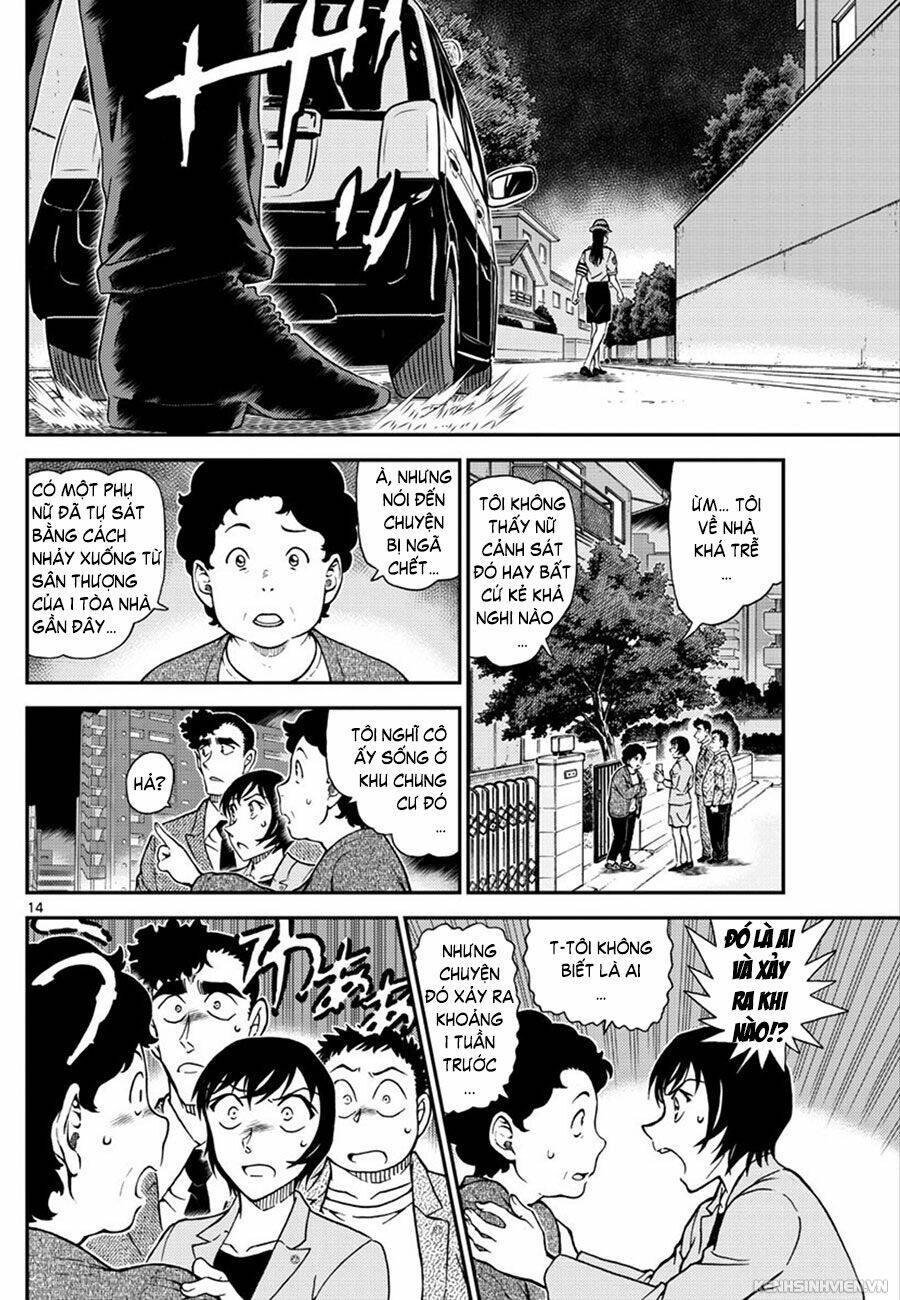 ザッ
ỪM... TÔI
VỀ NHÀ
KHÁ TRỄ
...
TÔI KHÔNG
THẤY NỮ
CẢNH SÁT
ĐÓ HAY BẤT
CỨ KẺ KHẢ
NGHI NÀO
...
À, NHƯNG
NÓI ĐẾN
CHUYỆN
BỊ NGÃ
CHẾT...
CÓ MỘT PHỤ
NỮ ĐÃ TỰ SÁT
BẰNG CÁCH
NHẢY XUỐNG TỪ
SÂN THƯỢNG
CỦA 1 TÒA NHÀ
GẦN ĐÂY...
TÔI NGHĨ CÔ
ẤY SỐNG Ở
KHU CHUNG
CƯ ĐÓ
...
HẢ?
14
ĐÓ LÀ AI
VÀ XẢY
RA KHI
NÀO!?
T-TÔI KHÔNG
BIẾT LÀ AI
...
NHƯNG
CHUYỆN
ĐÓ XẢY RA
KHOẢNG
1 TUẦN
TRƯỚC
...
KENHSINHVIEN.VN